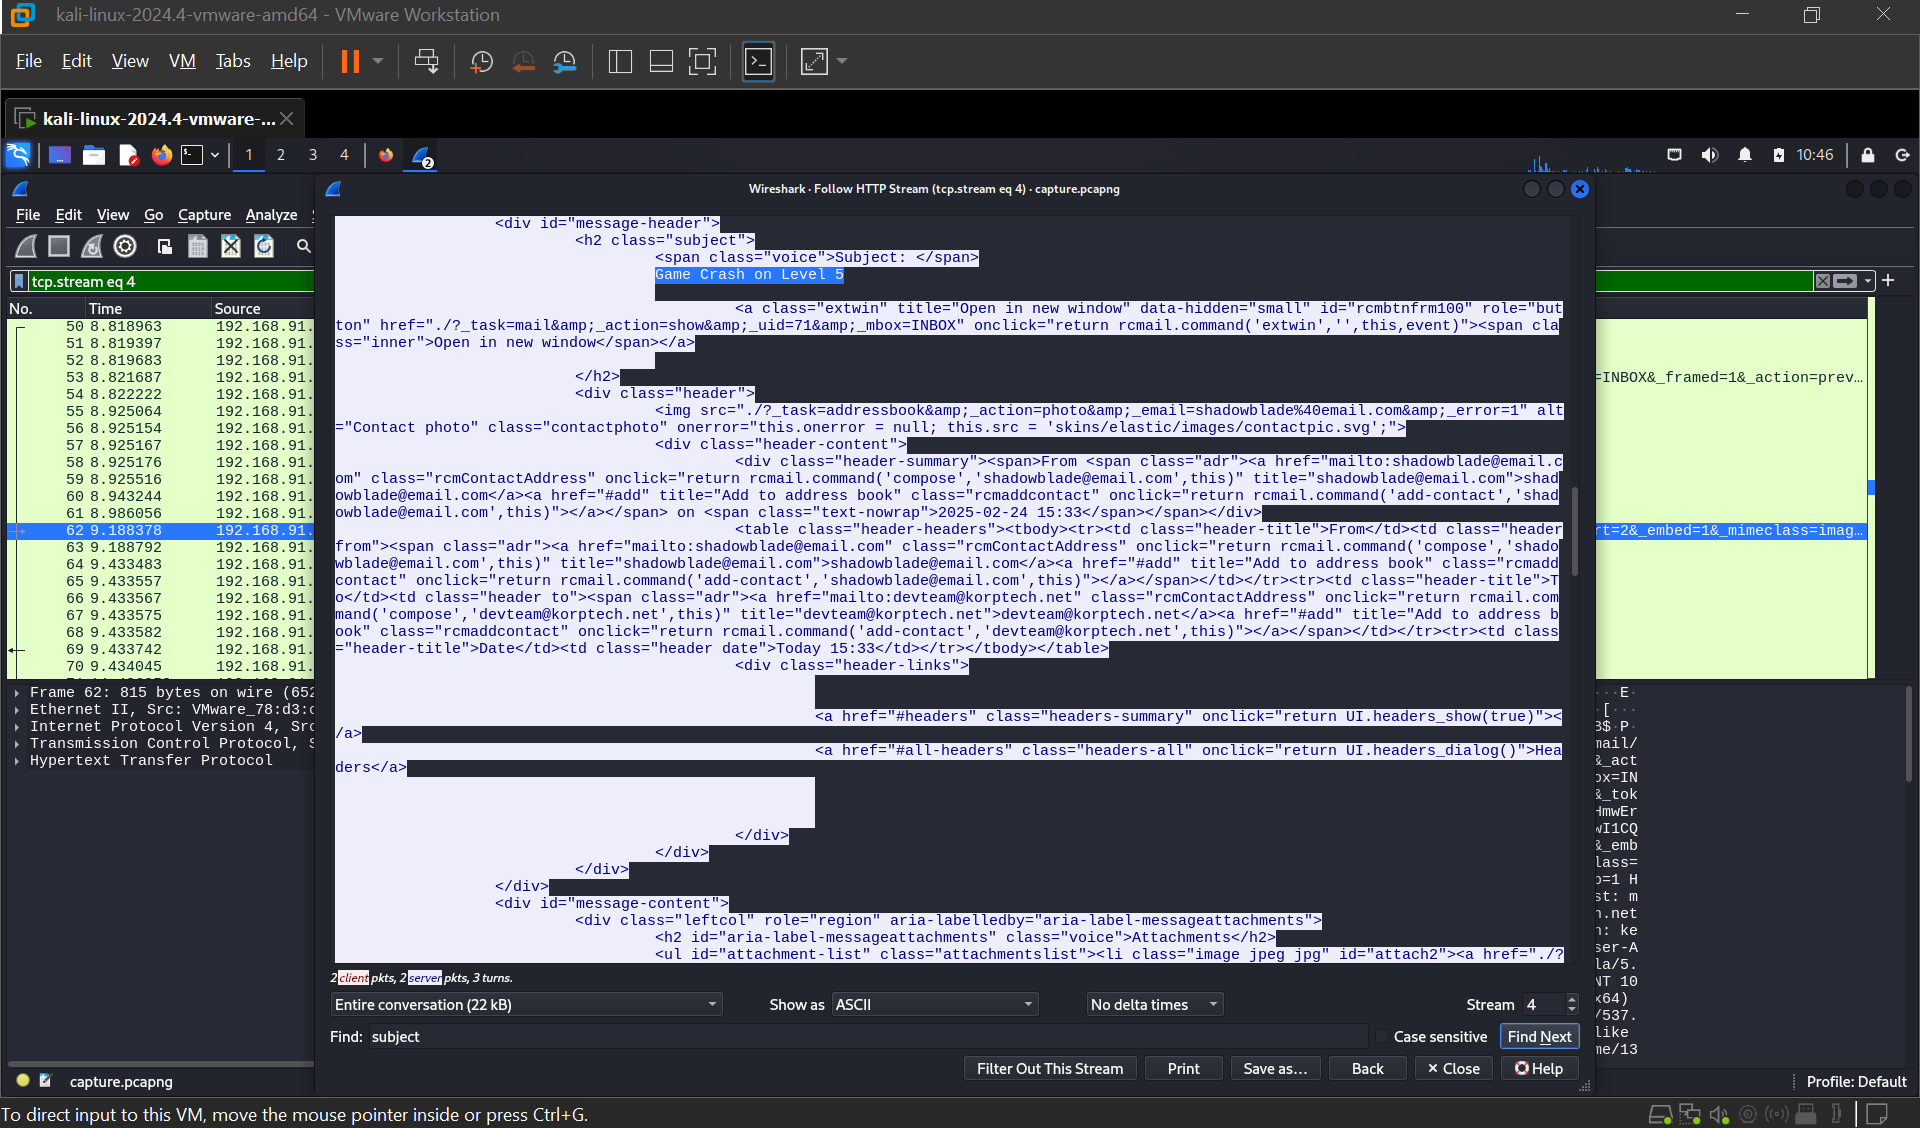 kali-linux-2024.4-vmware-amd64 - VMware Workstation
File Edit View VM Tabs Help
kali-linux-2024.4-vmware-...
1 2 3 4 2 10:46
Wireshark · Follow HTTP Stream (tcp.stream eq 4) · capture.pcapng
File Edit View Go Capture Analyze
tcp.stream eq 4
No. Time Source
50 8.818963 192.168.91.
51 8.819397 192.168.91.
52 8.819683 192.168.91.
53 8.821687 192.168.91.
54 8.822222 192.168.91.
55 8.925064 192.168.91.
56 8.925154 192.168.91.
57 8.925167 192.168.91.
58 8.925176 192.168.91.
59 8.925516 192.168.91.
60 8.943244 192.168.91.
61 8.986056 192.168.91.
62 9.188378 192.168.91.
63 9.188792 192.168.91.
64 9.433483 192.168.91.
65 9.433557 192.168.91.
66 9.433567 192.168.91.
67 9.433575 192.168.91.
68 9.433582 192.168.91.
69 9.433742 192.168.91.
70 9.434045 192.168.91.
Frame 62: 815 bytes on wire (652
Ethernet II, Src: VMware_78:d3:
Internet Protocol Version 4, Src
Transmission Control Protocol, S
Hypertext Transfer Protocol
<div id="message-header">
<h2 class="subject">
<span class="voice">Subject: </span>
Game Crash on Level 5
<a class="extwin" title="Open in new window" data-hidden="small" id="rcmbtnfrm100" role="but
ton" href="./?_task=mail&amp;_action=show&amp;_uid=71&amp;_mbox=INBOX" onclick="return rcmail.command('extwin','',this,event)"><span cla
ss="inner">Open in new window</span></a>
</h2>
<div class="header">
<img src="./?_task=addressbook&amp;_action=photo&amp;_email=shadowblade%40email.com&amp;_error=1" alt
="Contact photo" class="contactphoto" onerror="this.onerror = null; this.src = 'skins/elastic/images/contactpic.svg';">
<div class="header-content">
<div class="header-summary"><span>From <span class="adr"><a href="mailto:shadowblade@email.c
om" class="rcmContactAddress" onclick="return rcmail.command('compose','shadowblade@email.com',this)" title="shadowblade@email.com">shad
owblade@email.com</a><a href="#add" title="Add to address book" class="rcmaddcontact" onclick="return rcmail.command('add-contact','shad
owblade@email.com',this)"></a></span> on <span class="text-nowrap">2025-02-24 15:33</span></span></div>
<table class="header-headers"><tbody><tr><td class="header-title">From</td><td class="header
from"><span class="adr"><a href="mailto:shadowblade@email.com" class="rcmContactAddress" onclick="return rcmail.command('compose','shado
wblade@email.com',this)" title="shadowblade@email.com">shadowblade@email.com</a><a href="#add" title="Add to address book" class="rcmadd
contact" onclick="return rcmail.command('add-contact','shadowblade@email.com',this)"></a></span></td></tr><tr><td class="header-title">T
o</td><td class="header to"><span class="adr"><a href="mailto:devteam@korptech.net" class="rcmContactAddress" onclick="return rcmail.com
mand('compose','devteam@korptech.net',this)" title="devteam@korptech.net">devteam@korptech.net</a><a href="#add" title="Add to address b
ook" class="rcmaddcontact" onclick="return rcmail.command('add-contact','devteam@korptech.net',this)"></a></span></td></tr><tr><td class
="header-title">Date</td><td class="header date">Today 15:33</td></tr></tbody></table>
<div class="header-links">
<a href="#headers" class="headers-summary" onclick="return UI.headers_show(true)"><
/a>
<a href="#all-headers" class="headers-all" onclick="return UI.headers_dialog()">Hea
ders</a>
</div>
</div>
</div>
</div>
<div id="message-content">
<div class="leftcol" role="region" aria-labelledby="aria-label-messageattachments">
<h2 id="aria-label-messageattachments" class="voice">Attachments</h2>
<ul id="attachment-list" class="attachmentslist"><li class="image jpeg jpg" id="attach2"><a href="./?
=INBOX&_framed=1&_action=prev…
rt=2&_embed=1&_mimeclass=imag…
···E·
·[···
B$·P·
mail/
&_act
ox=IN
&_tok
HmwEr
wI1CQ
&_emb
lass=
p=1 H
st: m
h.net
n: ke
ser-A
la/5.
NT 10
x64)
/537.
like
me/13
2 client pkts, 2 server pkts, 3 turns.
Entire conversation (22 kB) Show as ASCII No delta times Stream 4
Find: subject Case sensitive Find Next
Filter Out This Stream Print Save as… Back × Close Help
capture.pcapng Profile: Default
To direct input to this VM, move the mouse pointer inside or press Ctrl+G.